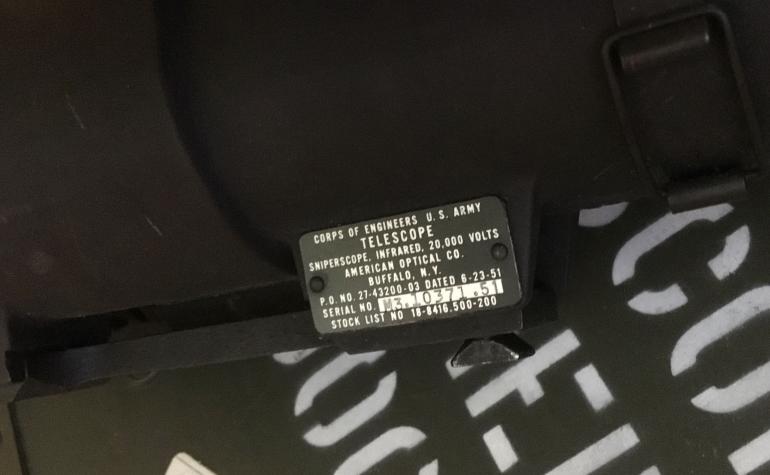 CORPS OF ENGINEERS U.S. ARMY
TELESCOPE
SNIPERSCOPE, INFRARED, 20,000 VOLTS
AMERICAN OPTICAL CO.
BUFFALO, N.Y.
P.O. NO. 27-43200-03 DATED 6-23-51
SERIAL NO. M3.10371.51
STOCK LIST NO 18-8416.500-200